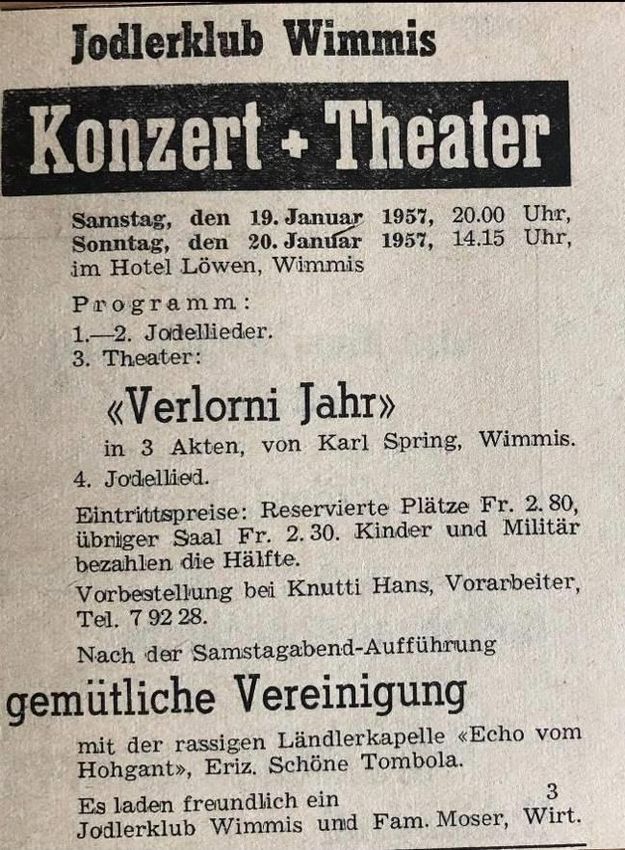 Jodlerklub Wimmis
Konzert + Theater
Samstag, den 19. Januar 1957, 20.00 Uhr,
Sonntag, den 20. Januar 1957, 14.15 Uhr,
im Hotel Löwen, Wimmis
Programm:
1.—2. Jodellieder.
3. Theater:
«Verlorni Jahr»
in 3 Akten, von Karl Spring, Wimmis.
4. Jodellied.
Eintrittspreise: Reservierte Plätze Fr. 2.80,
übriger Saal Fr. 2.30. Kinder und Militär
bezahlen die Hälfte.
Vorbestellung bei Knutti Hans, Vorarbeiter,
Tel. 7 92 28.
Nach der Samstagabend-Aufführung
gemütliche Vereinigung
mit der rassigen Ländlerkapelle «Echo vom
Hohgant», Eriz. Schöne Tombola.
Es laden freundlich ein 3
Jodlerklub Wimmis und Fam. Moser, Wirt.